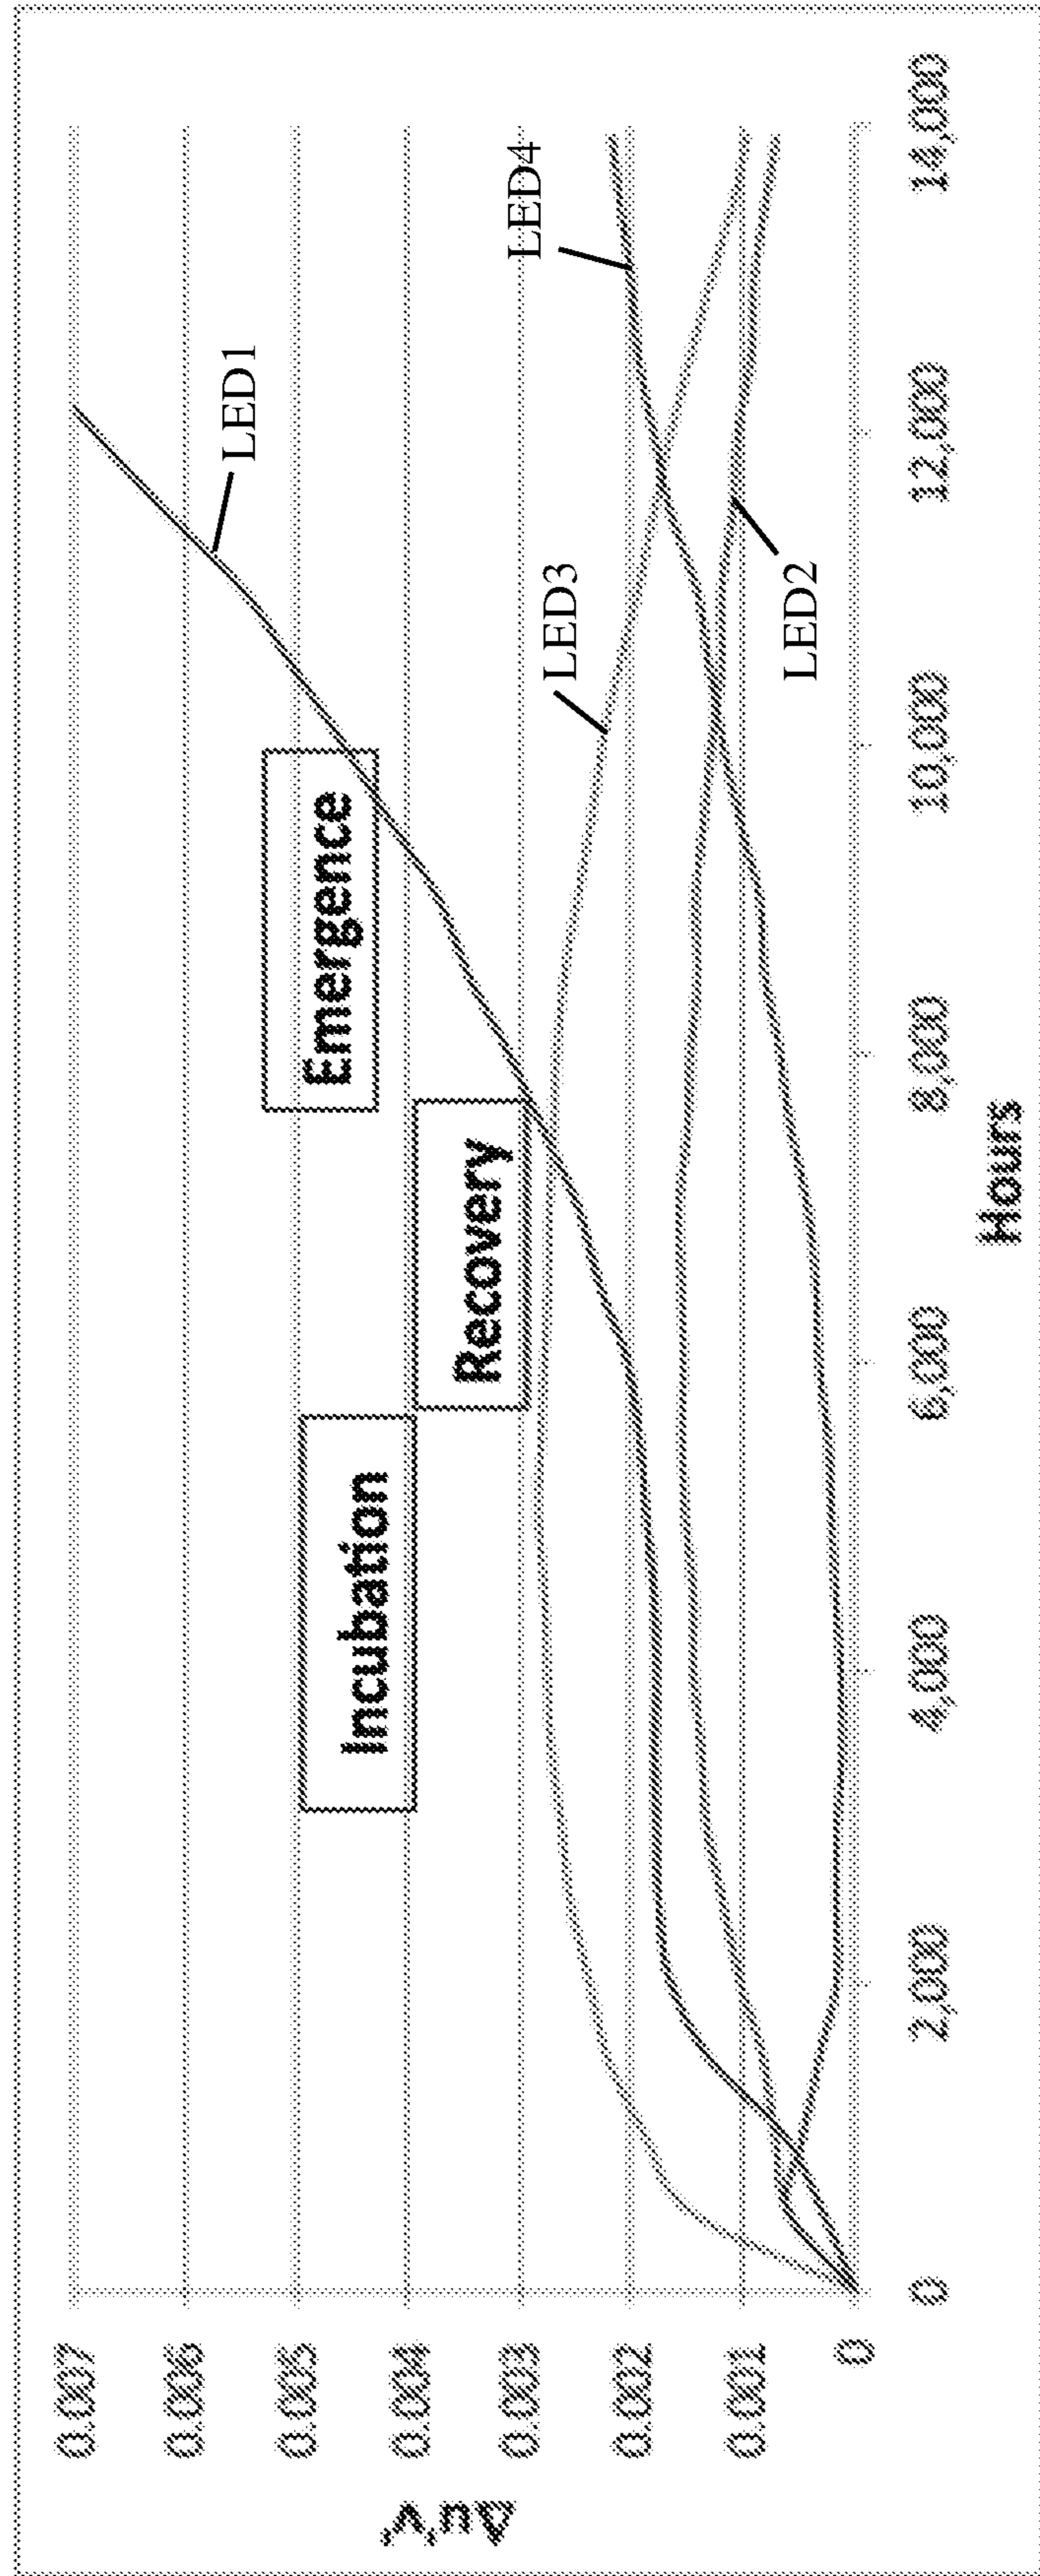 Δu'v'
0.007
0.006
0.005
0.004
0.003
0.002
0.001
0
Incubation
Recovery
Emergence
LED1
LED3
LED4
LED2
0
2,000
4,000
6,000
8,000
10,000
12,000
14,000
Hours